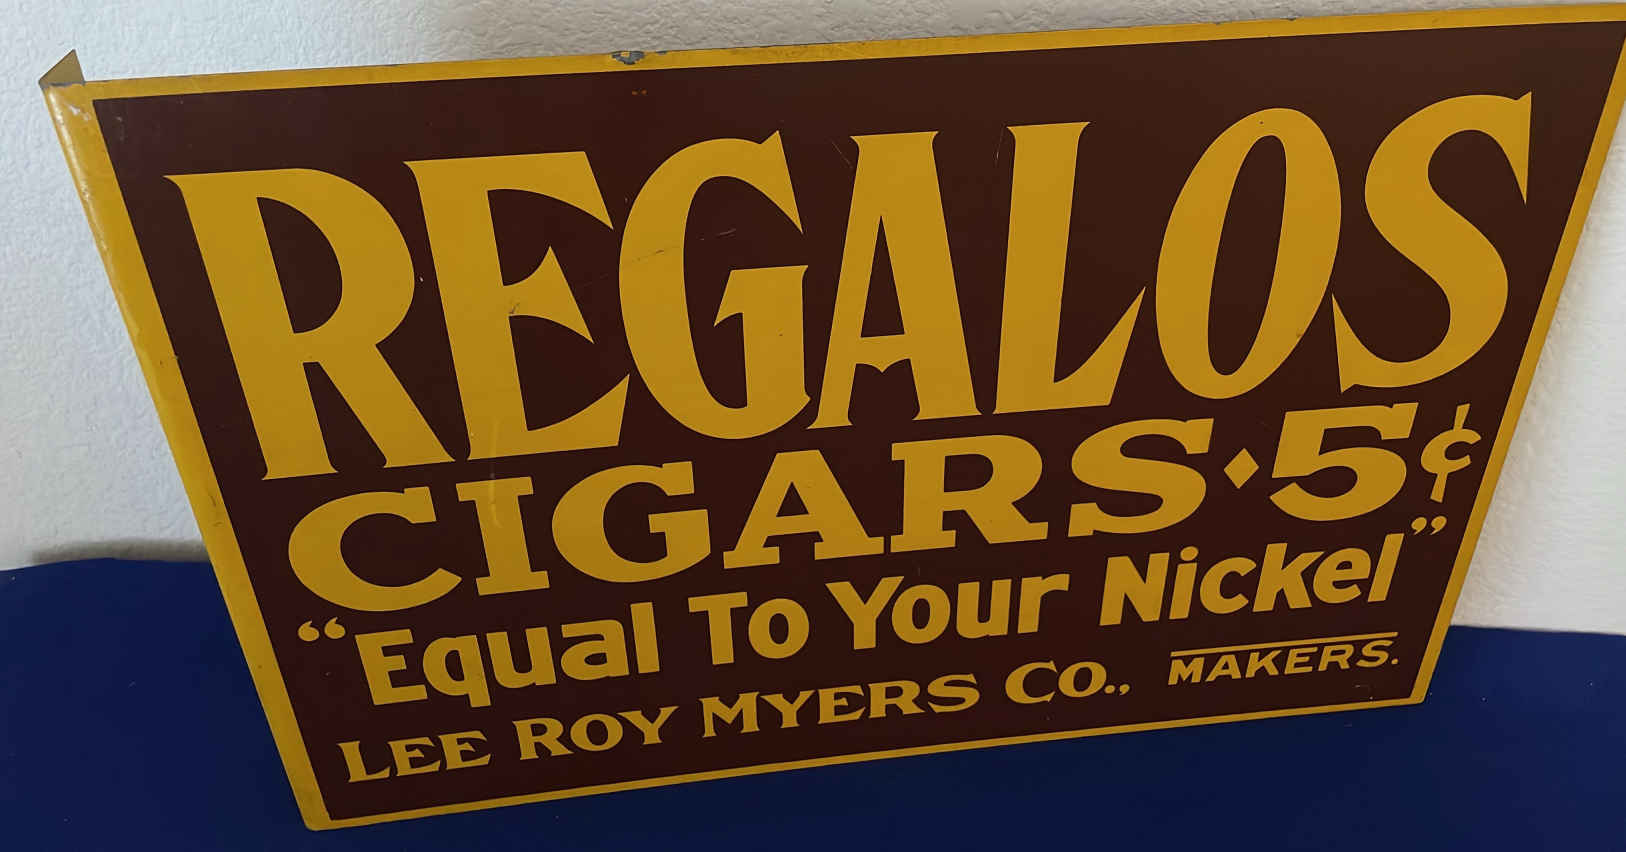 REGALOS
CIGARS⬥5¢
“Equal To Your Nickel”
LEE ROY MYERS CO., MAKERS.